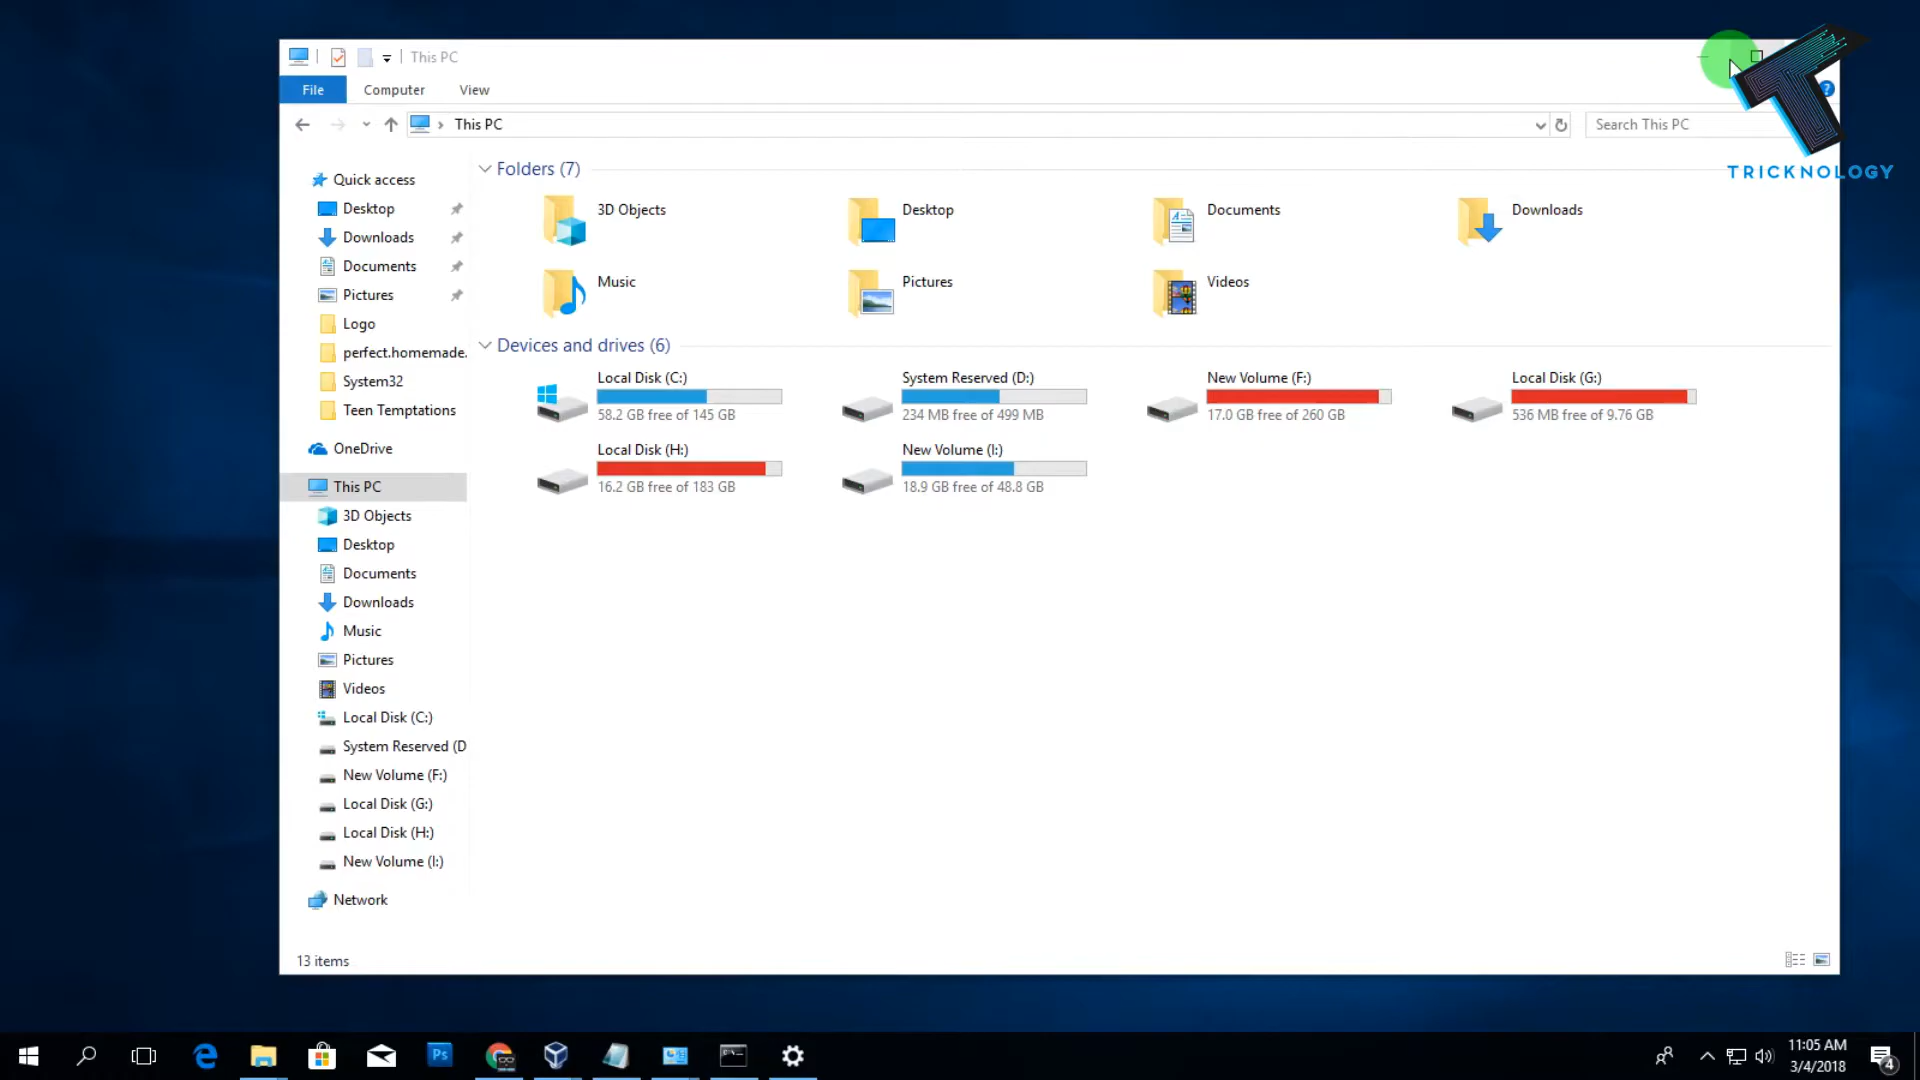 This PC
File Computer View
This PC
Search This PC
TRICKNOLOGY
Quick access
Desktop
Downloads
Documents
Pictures
Logo
perfect.homemade.
System32
Teen Temptations
OneDrive
This PC
3D Objects
Desktop
Documents
Downloads
Music
Pictures
Videos
Local Disk (C:)
System Reserved (D
New Volume (F:)
Local Disk (G:)
Local Disk (H:)
New Volume (I:)
Network
Folders (7)
3D Objects
Desktop
Documents
Downloads
Music
Pictures
Videos
Devices and drives (6)
Local Disk (C:)
58.2 GB free of 145 GB
System Reserved (D:)
234 MB free of 499 MB
New Volume (F:)
17.0 GB free of 260 GB
Local Disk (G:)
536 MB free of 9.76 GB
Local Disk (H:)
16.2 GB free of 183 GB
New Volume (I:)
18.9 GB free of 48.8 GB
13 items
Ps
11:05 AM
3/4/2018
4